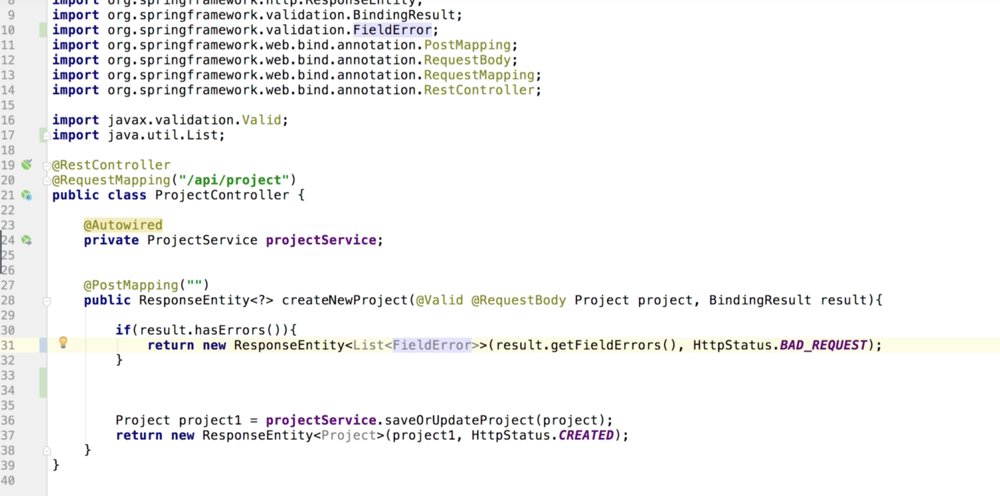 8 import org.springframework.http.ResponseEntity;
9 import org.springframework.validation.BindingResult;
10 import org.springframework.validation.FieldError;
11 import org.springframework.web.bind.annotation.PostMapping;
12 import org.springframework.web.bind.annotation.RequestBody;
13 import org.springframework.web.bind.annotation.RequestMapping;
14 import org.springframework.web.bind.annotation.RestController;
15
16 import javax.validation.Valid;
17 import java.util.List;
18
19 @RestController
20 @RequestMapping("/api/project")
21 public class ProjectController {
22
23     @Autowired
24     private ProjectService projectService;
25
26
27     @PostMapping("")
28     public ResponseEntity<?> createNewProject(@Valid @RequestBody Project project, BindingResult result){
29
30         if(result.hasErrors()){
31             return new ResponseEntity<List<FieldError>>(result.getFieldErrors(), HttpStatus.BAD_REQUEST);
32         }
33
34
35
36         Project project1 = projectService.saveOrUpdateProject(project);
37         return new ResponseEntity<Project>(project1, HttpStatus.CREATED);
38     }
39 }
40